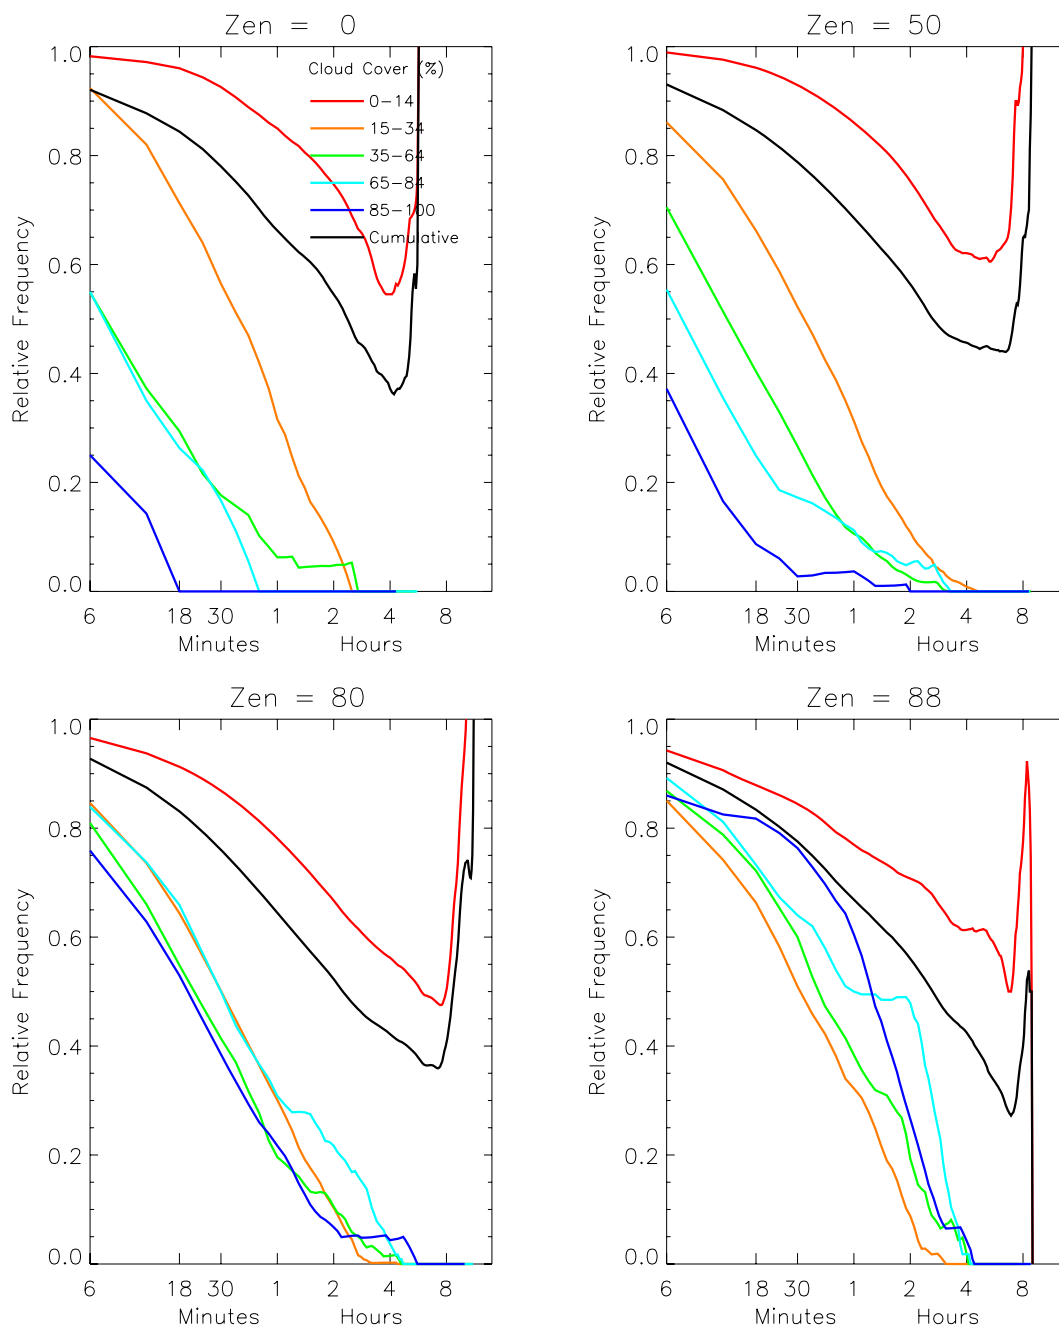 Zen = 0
1.0
0.8
0.6
0.4
0.2
0.0
Relative Frequency
Cloud Cover (%)
0-14
15-34
35-64
65-84
85-100
Cumulative
6 18 30 1 2 4 8
Minutes Hours
Zen = 50
1.0
0.8
0.6
0.4
0.2
0.0
Relative Frequency
6 18 30 1 2 4 8
Minutes Hours
Zen = 80
1.0
0.8
0.6
0.4
0.2
0.0
Relative Frequency
6 18 30 1 2 4 8
Minutes Hours
Zen = 88
1.0
0.8
0.6
0.4
0.2
0.0
Relative Frequency
6 18 30 1 2 4 8
Minutes Hours